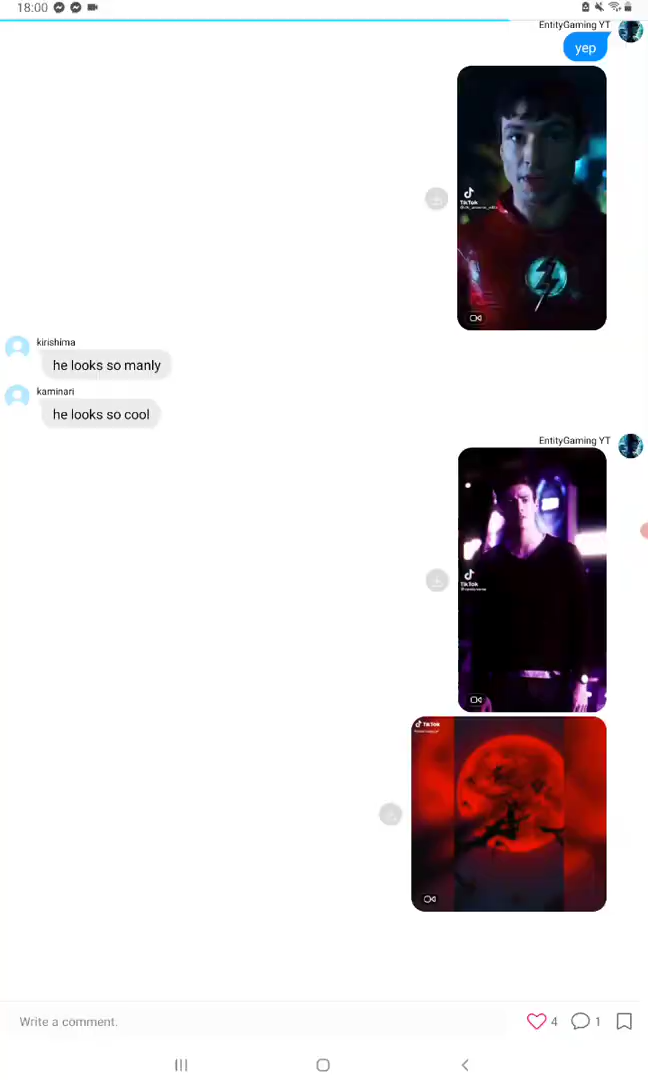 18:00
EntityGaming YT
yep
TikTok
kirishima
he looks so manly
kaminari
he looks so cool
EntityGaming YT
TikTok
TikTok
Write a comment.
4
1